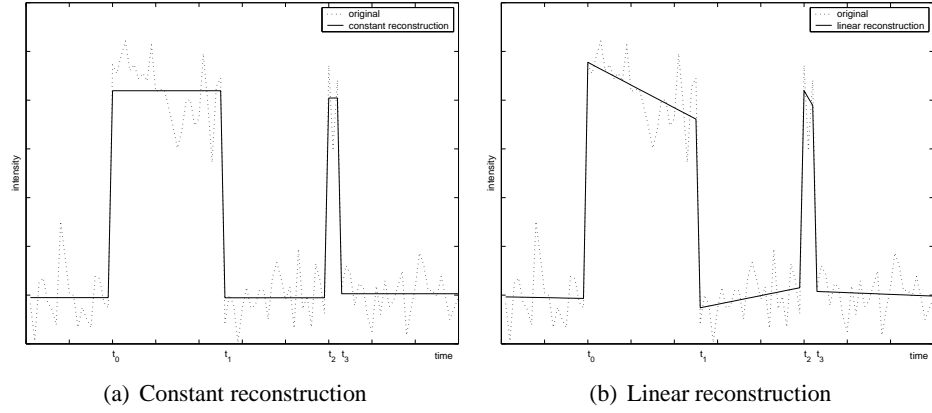 original
constant reconstruction
intensity
t0
t1
t2
t3
time
(a) Constant reconstruction
original
linear reconstruction
intensity
t0
t1
t2
t3
time
(b) Linear reconstruction